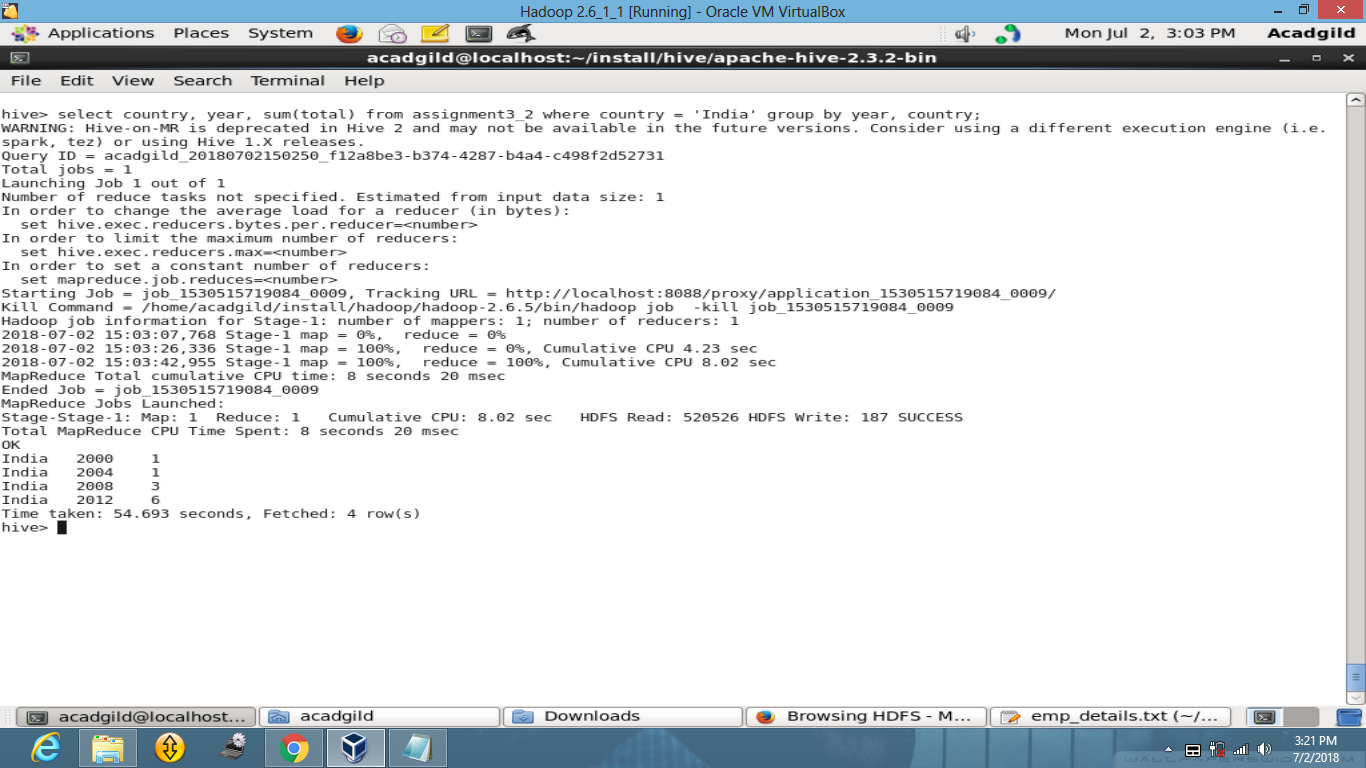 Hadoop 2.6_1_1 [Running] - Oracle VM VirtualBox
Applications Places System Mon Jul 2, 3:03 PM Acadgild
acadgild@localhost:~/install/hive/apache-hive-2.3.2-bin
File Edit View Search Terminal Help
hive> select country, year, sum(total) from assignment3_2 where country = 'India' group by year, country;
WARNING: Hive-on-MR is deprecated in Hive 2 and may not be available in the future versions. Consider using a different execution engine (i.e.
spark, tez) or using Hive 1.X releases.
Query ID = acadgild_20180702150250_f12a8be3-b374-4287-b4a4-c498f2d52731
Total jobs = 1
Launching Job 1 out of 1
Number of reduce tasks not specified. Estimated from input data size: 1
In order to change the average load for a reducer (in bytes):
  set hive.exec.reducers.bytes.per.reducer=<number>
In order to limit the maximum number of reducers:
  set hive.exec.reducers.max=<number>
In order to set a constant number of reducers:
  set mapreduce.job.reduces=<number>
Starting Job = job_1530515719084_0009, Tracking URL = http://localhost:8088/proxy/application_1530515719084_0009/
Kill Command = /home/acadgild/install/hadoop/hadoop-2.6.5/bin/hadoop job  -kill job_1530515719084_0009
Hadoop job information for Stage-1: number of mappers: 1; number of reducers: 1
2018-07-02 15:03:07,768 Stage-1 map = 0%,  reduce = 0%
2018-07-02 15:03:26,336 Stage-1 map = 100%,  reduce = 0%, Cumulative CPU 4.23 sec
2018-07-02 15:03:42,955 Stage-1 map = 100%,  reduce = 100%, Cumulative CPU 8.02 sec
MapReduce Total cumulative CPU time: 8 seconds 20 msec
Ended Job = job_1530515719084_0009
MapReduce Jobs Launched:
Stage-Stage-1: Map: 1  Reduce: 1   Cumulative CPU: 8.02 sec   HDFS Read: 520526 HDFS Write: 187 SUCCESS
Total MapReduce CPU Time Spent: 8 seconds 20 msec
OK
India 2000 1
India 2004 1
India 2008 3
India 2012 6
Time taken: 54.693 seconds, Fetched: 4 row(s)
hive>
acadgild@localhost:... acadgild Downloads Browsing HDFS - M... emp_details.txt (~/...
3:21 PM
7/2/2018